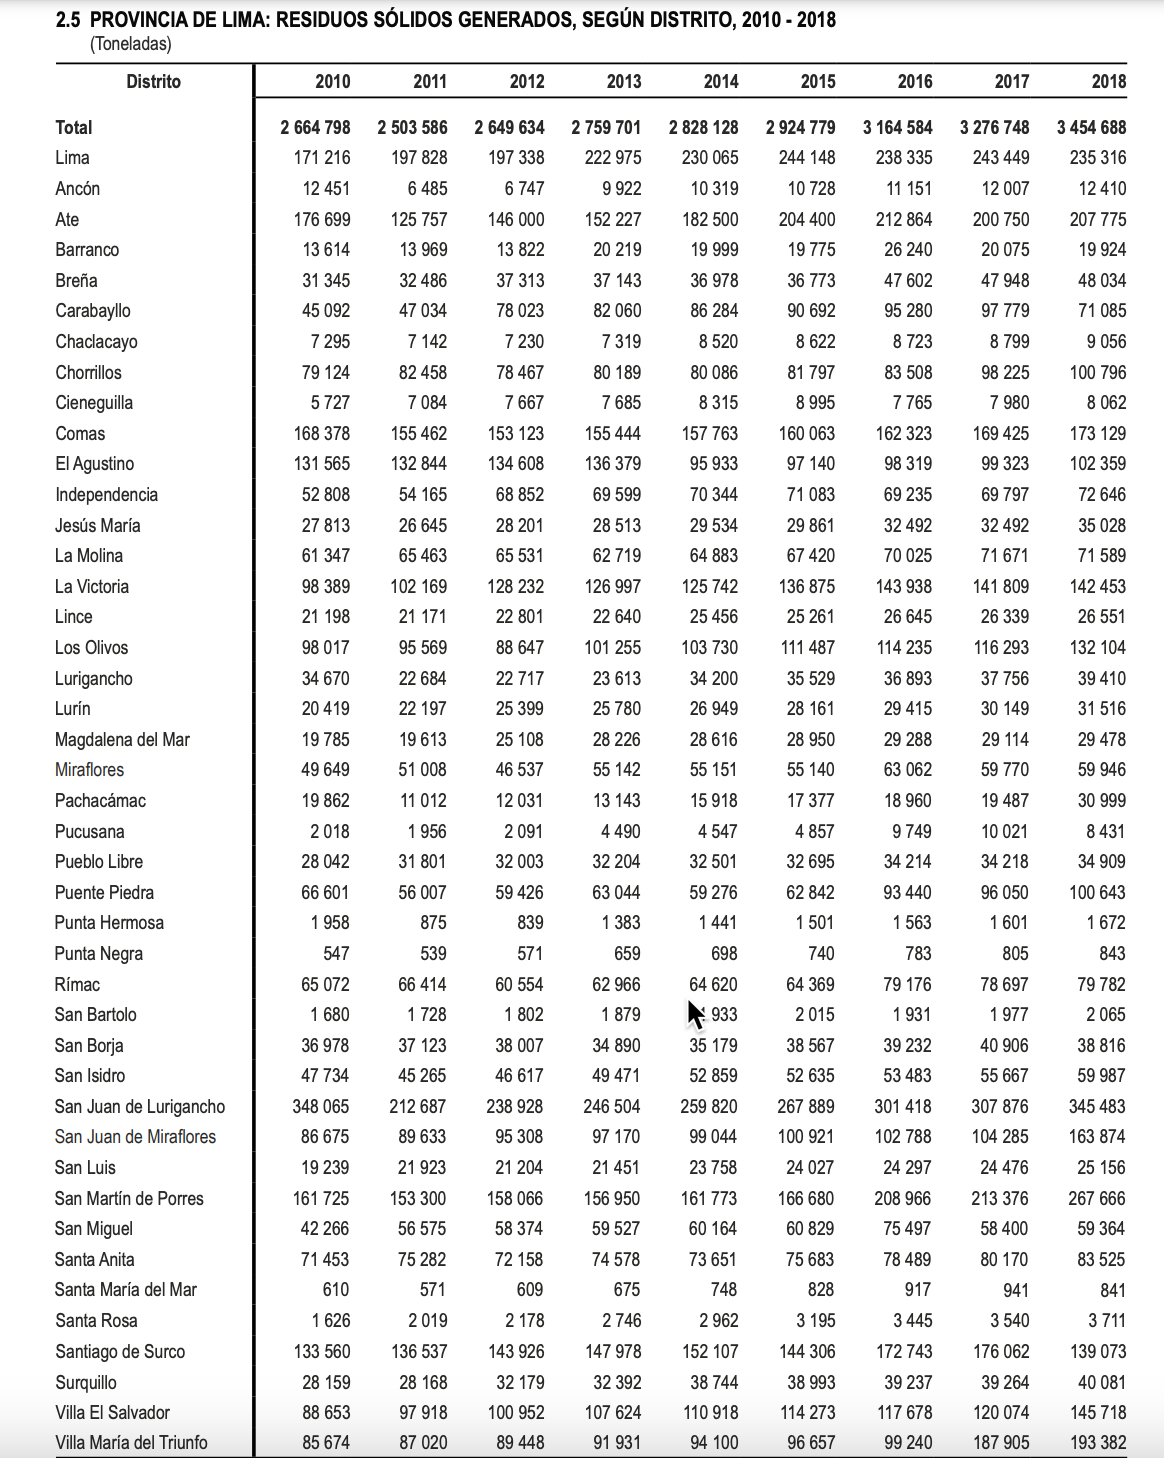 2.5 PROVINCIA DE LIMA: RESIDUOS SÓLIDOS GENERADOS, SEGÚN DISTRITO, 2010 - 2018
(Toneladas)
Distrito 2010 2011 2012 2013 2014 2015 2016 2017 2018
Total 2 664 798 2 503 586 2 649 634 2 759 701 2 828 128 2 924 779 3 164 584 3 276 748 3 454 688
Lima 171 216 197 828 197 338 222 975 230 065 244 148 238 335 243 449 235 316
Ancón 12 451 6 485 6 747 9 922 10 319 10 728 11 151 12 007 12 410
Ate 176 699 125 757 146 000 152 227 182 500 204 400 212 864 200 750 207 775
Barranco 13 614 13 969 13 822 20 219 19 999 19 775 26 240 20 075 19 924
Breña 31 345 32 486 37 313 37 143 36 978 36 773 47 602 47 948 48 034
Carabayllo 45 092 47 034 78 023 82 060 86 284 90 692 95 280 97 779 71 085
Chaclacayo 7 295 7 142 7 230 7 319 8 520 8 622 8 723 8 799 9 056
Chorrillos 79 124 82 458 78 467 80 189 80 086 81 797 83 508 98 225 100 796
Cieneguilla 5 727 7 084 7 667 7 685 8 315 8 995 7 765 7 980 8 062
Comas 168 378 155 462 153 123 155 444 157 763 160 063 162 323 169 425 173 129
El Agustino 131 565 132 844 134 608 136 379 95 933 97 140 98 319 99 323 102 359
Independencia 52 808 54 165 68 852 69 599 70 344 71 083 69 235 69 797 72 646
Jesús María 27 813 26 645 28 201 28 513 29 534 29 861 32 492 32 492 35 028
La Molina 61 347 65 463 65 531 62 719 64 883 67 420 70 025 71 671 71 589
La Victoria 98 389 102 169 128 232 126 997 125 742 136 875 143 938 141 809 142 453
Lince 21 198 21 171 22 801 22 640 25 456 25 261 26 645 26 339 26 551
Los Olivos 98 017 95 569 88 647 101 255 103 730 111 487 114 235 116 293 132 104
Lurigancho 34 670 22 684 22 717 23 613 34 200 35 529 36 893 37 756 39 410
Lurín 20 419 22 197 25 399 25 780 26 949 28 161 29 415 30 149 31 516
Magdalena del Mar 19 785 19 613 25 108 28 226 28 616 28 950 29 288 29 114 29 478
Miraflores 49 649 51 008 46 537 55 142 55 151 55 140 63 062 59 770 59 946
Pachacámac 19 862 11 012 12 031 13 143 15 918 17 377 18 960 19 487 30 999
Pucusana 2 018 1 956 2 091 4 490 4 547 4 857 9 749 10 021 8 431
Pueblo Libre 28 042 31 801 32 003 32 204 32 501 32 695 34 214 34 218 34 909
Puente Piedra 66 601 56 007 59 426 63 044 59 276 62 842 93 440 96 050 100 643
Punta Hermosa 1 958 875 839 1 383 1 441 1 501 1 563 1 601 1 672
Punta Negra 547 539 571 659 698 740 783 805 843
Rímac 65 072 66 414 60 554 62 966 64 620 64 369 79 176 78 697 79 782
San Bartolo 1 680 1 728 1 802 1 879 933 2 015 1 931 1 977 2 065
San Borja 36 978 37 123 38 007 34 890 35 179 38 567 39 232 40 906 38 816
San Isidro 47 734 45 265 46 617 49 471 52 859 52 635 53 483 55 667 59 987
San Juan de Lurigancho 348 065 212 687 238 928 246 504 259 820 267 889 301 418 307 876 345 483
San Juan de Miraflores 86 675 89 633 95 308 97 170 99 044 100 921 102 788 104 285 163 874
San Luis 19 239 21 923 21 204 21 451 23 758 24 027 24 297 24 476 25 156
San Martín de Porres 161 725 153 300 158 066 156 950 161 773 166 680 208 966 213 376 267 666
San Miguel 42 266 56 575 58 374 59 527 60 164 60 829 75 497 58 400 59 364
Santa Anita 71 453 75 282 72 158 74 578 73 651 75 683 78 489 80 170 83 525
Santa María del Mar 610 571 609 675 748 828 917 941 841
Santa Rosa 1 626 2 019 2 178 2 746 2 962 3 195 3 445 3 540 3 711
Santiago de Surco 133 560 136 537 143 926 147 978 152 107 144 306 172 743 176 062 139 073
Surquillo 28 159 28 168 32 179 32 392 38 744 38 993 39 237 39 264 40 081
Villa El Salvador 88 653 97 918 100 952 107 624 110 918 114 273 117 678 120 074 145 718
Villa María del Triunfo 85 674 87 020 89 448 91 931 94 100 96 657 99 240 187 905 193 382